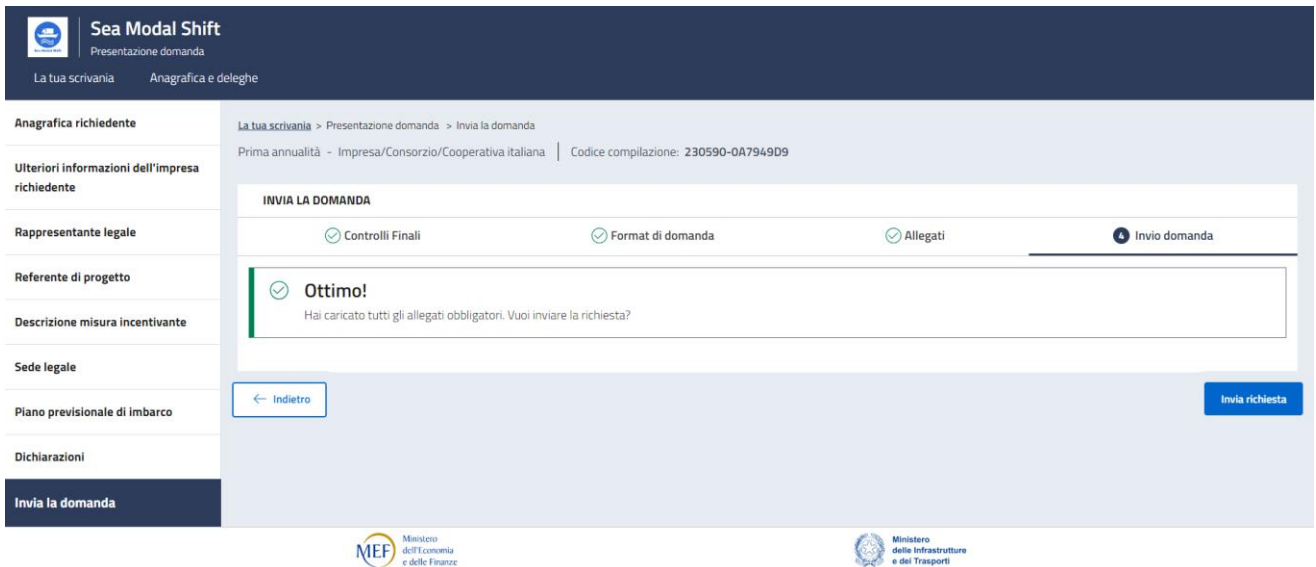 Sea Modal Shift
Presentazione domanda
La tua scrivania Anagrafica e deleghe
Anagrafica richiedente
Ulteriori informazioni dell'impresa
richiedente
Rappresentante legale
Referente di progetto
Descrizione misura incentivante
Sede legale
Piano previsionale di imbarco
Dichiarazioni
Invia la domanda
La tua scrivania > Presentazione domanda > Invia la domanda
Prima annualità - Impresa/Consorzio/Cooperativa italiana | Codice compilazione: 230590-0A7949D9
INVIA LA DOMANDA
Controlli Finali Format di domanda Allegati 4 Invio domanda
Ottimo!
Hai caricato tutti gli allegati obbligatori. Vuoi inviare la richiesta?
← Indietro Invia richiesta
MEF
Ministero
dell'Economia
e delle Finanze
Ministero
delle Infrastrutture
e dei Trasporti